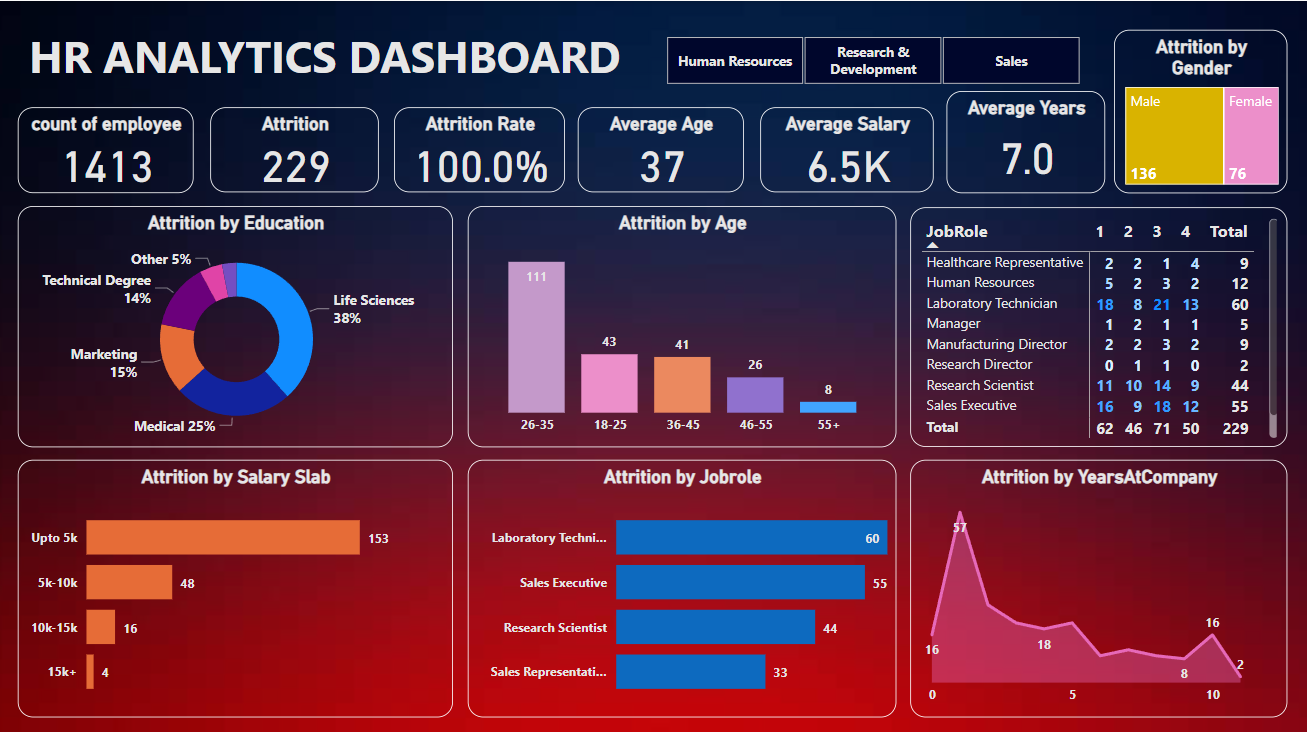 HR ANALYTICS DASHBOARD
Human Resources
Research &
Development
Sales
Attrition by
Gender
Male
Female
136
76
count of employee
1413
Attrition
229
Attrition Rate
100.0%
Average Age
37
Average Salary
6.5K
Average Years
7.0
Attrition by Education
Other 5%
Technical Degree
14%
Life Sciences
38%
Marketing
15%
Medical 25%
Attrition by Age
111
43
41
26
8
26-35
18-25
36-45
46-55
55+
JobRole 1 2 3 4 Total
Healthcare Representative 2 2 1 4 9
Human Resources 5 2 3 2 12
Laboratory Technician 18 8 21 13 60
Manager 1 2 1 1 5
Manufacturing Director 2 2 3 2 9
Research Director 0 1 1 0 2
Research Scientist 11 10 14 9 44
Sales Executive 16 9 18 12 55
Total 62 46 71 50 229
Attrition by Salary Slab
Upto 5k 153
5k-10k 48
10k-15k 16
15k+ 4
Attrition by Jobrole
Laboratory Techni... 60
Sales Executive 55
Research Scientist 44
Sales Representati... 33
Attrition by YearsAtCompany
57
16
18
8
16
2
0
5
10